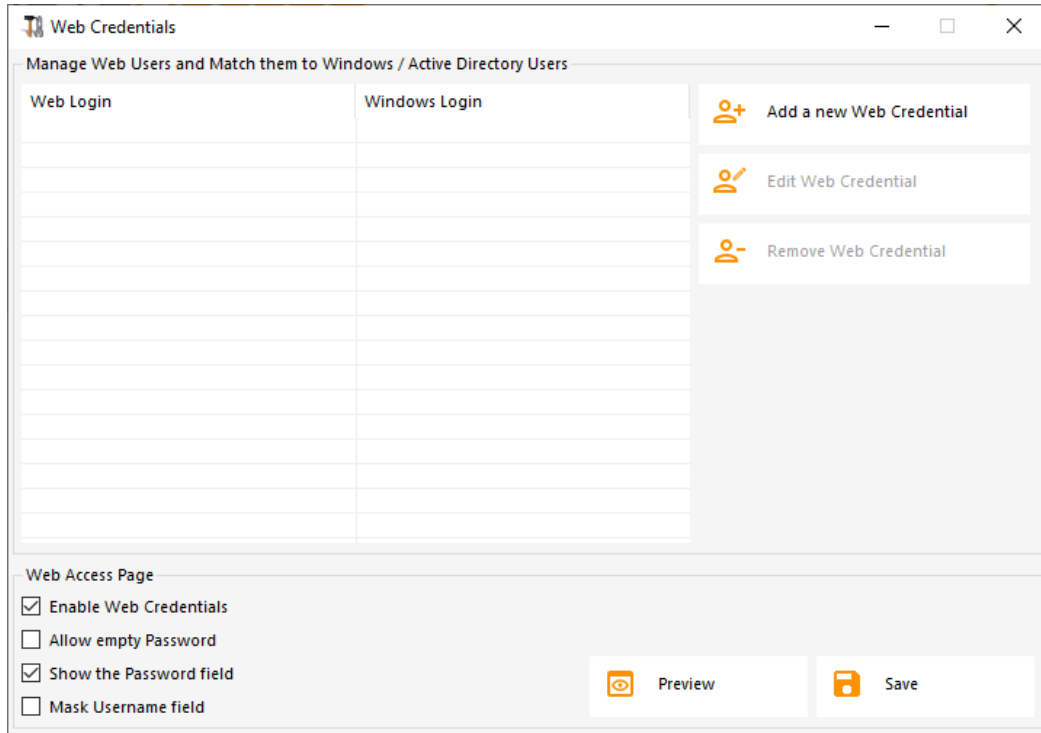 Web Credentials
Manage Web Users and Match them to Windows / Active Directory Users
Web Login Windows Login
Add a new Web Credential
Edit Web Credential
Remove Web Credential
Web Access Page
Enable Web Credentials
Allow empty Password
Show the Password field
Mask Username field
Preview
Save